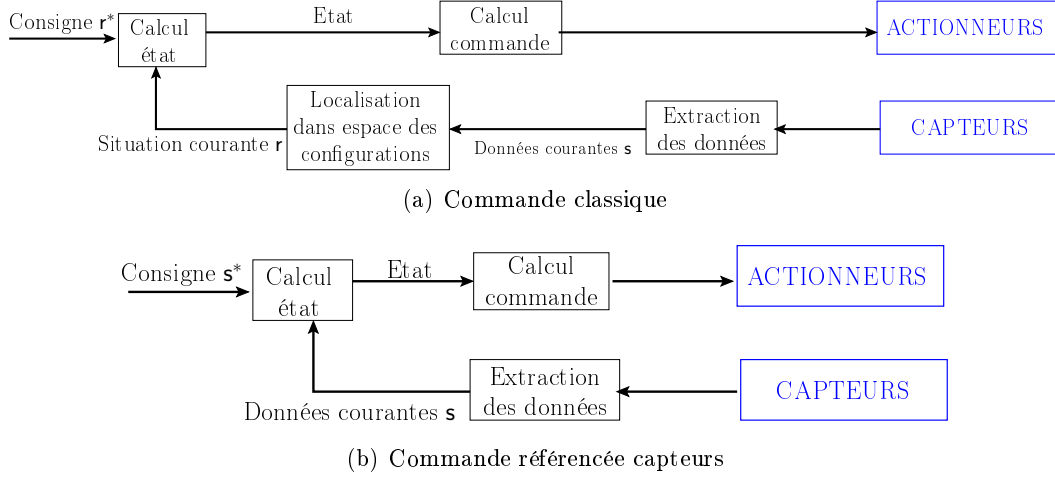 Consigne r*
Calcul
état
Etat
Calcul
commande
ACTIONNEURS
Situation courante r
Localisation
dans espace des
configurations
Données courantes s
Extraction
des données
CAPTEURS
(a) Commande classique
Consigne s*
Calcul
état
Etat
Calcul
commande
ACTIONNEURS
Données courantes s
Extraction
des données
CAPTEURS
(b) Commande référencée capteurs